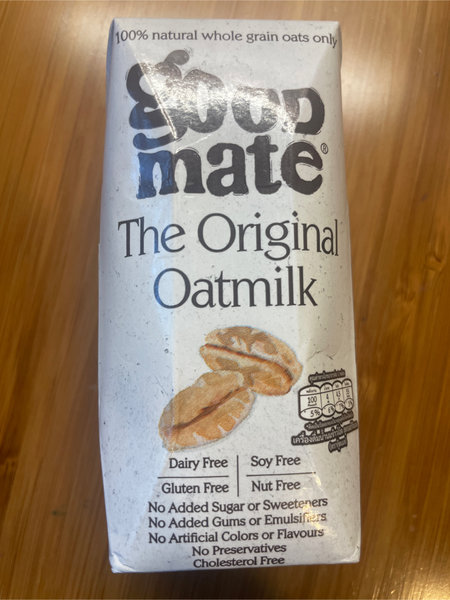 100% natural whole grain oats only
good
mate®
The Original
Oatmilk
100
5%
Dairy Free | Soy Free
Gluten Free | Nut Free
No Added Sugar or Sweeteners
No Added Gums or Emulsifiers
No Artificial Colors or Flavours
No Preservatives
Cholesterol Free